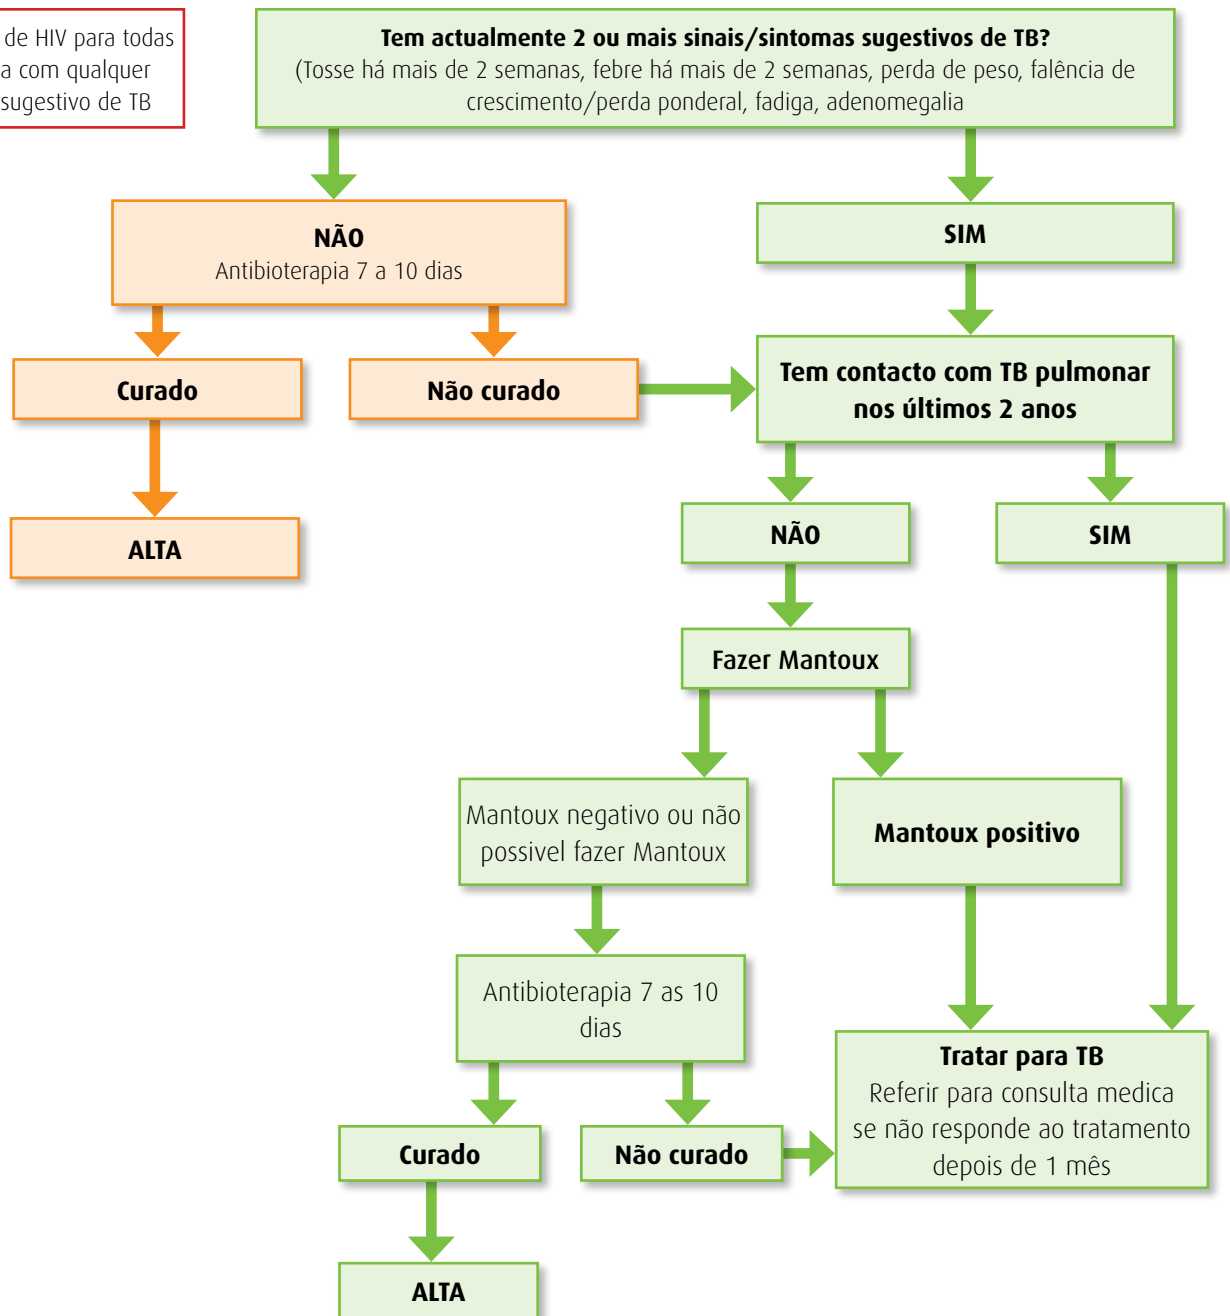 de HIV para todas
a com qualquer
sugestivo de TB
Tem actualmente 2 ou mais sinais/sintomas sugestivos de TB?
(Tosse há mais de 2 semanas, febre há mais de 2 semanas, perda de peso, falência de
crescimento/perda ponderal, fadiga, adenomegalia
NÃO
Antibioterapia 7 a 10 dias
SIM
Curado
Não curado
Tem contacto com TB pulmonar
nos últimos 2 anos
ALTA
NÃO
SIM
Fazer Mantoux
Mantoux negativo ou não
possivel fazer Mantoux
Mantoux positivo
Antibioterapia 7 as 10
dias
Tratar para TB
Referir para consulta medica
se não responde ao tratamento
depois de 1 mês
Curado
Não curado
ALTA